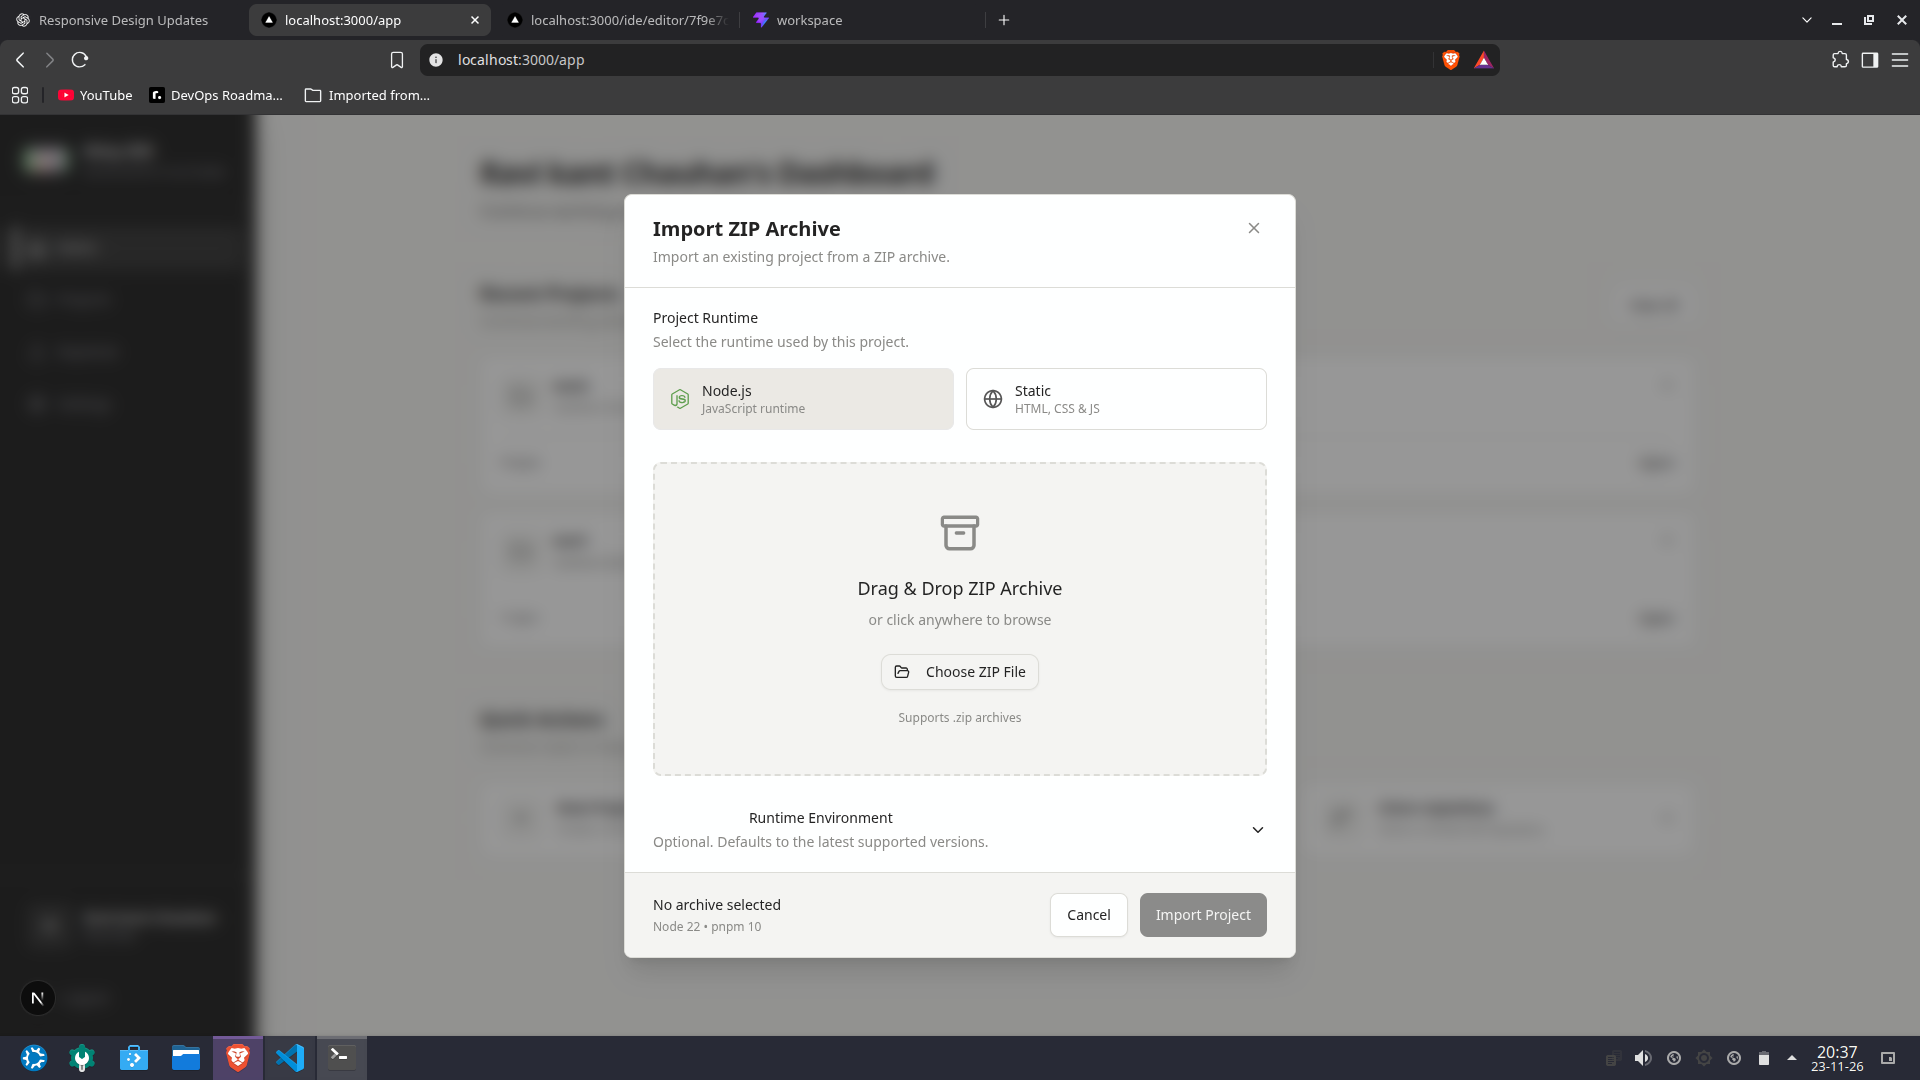 Responsive Design Updates
localhost:3000/app
localhost:3000/ide/editor/7f9e7
workspace
localhost:3000/app
YouTube
DevOps Roadma...
Imported from...
Import ZIP Archive
Import an existing project from a ZIP archive.
Project Runtime
Select the runtime used by this project.
Node.js
JavaScript runtime
Static
HTML, CSS & JS
Drag & Drop ZIP Archive
or click anywhere to browse
Choose ZIP File
Supports .zip archives
Runtime Environment
Optional. Defaults to the latest supported versions.
No archive selected
Node 22 • pnpm 10
Cancel
Import Project
N
20:37
23-11-26